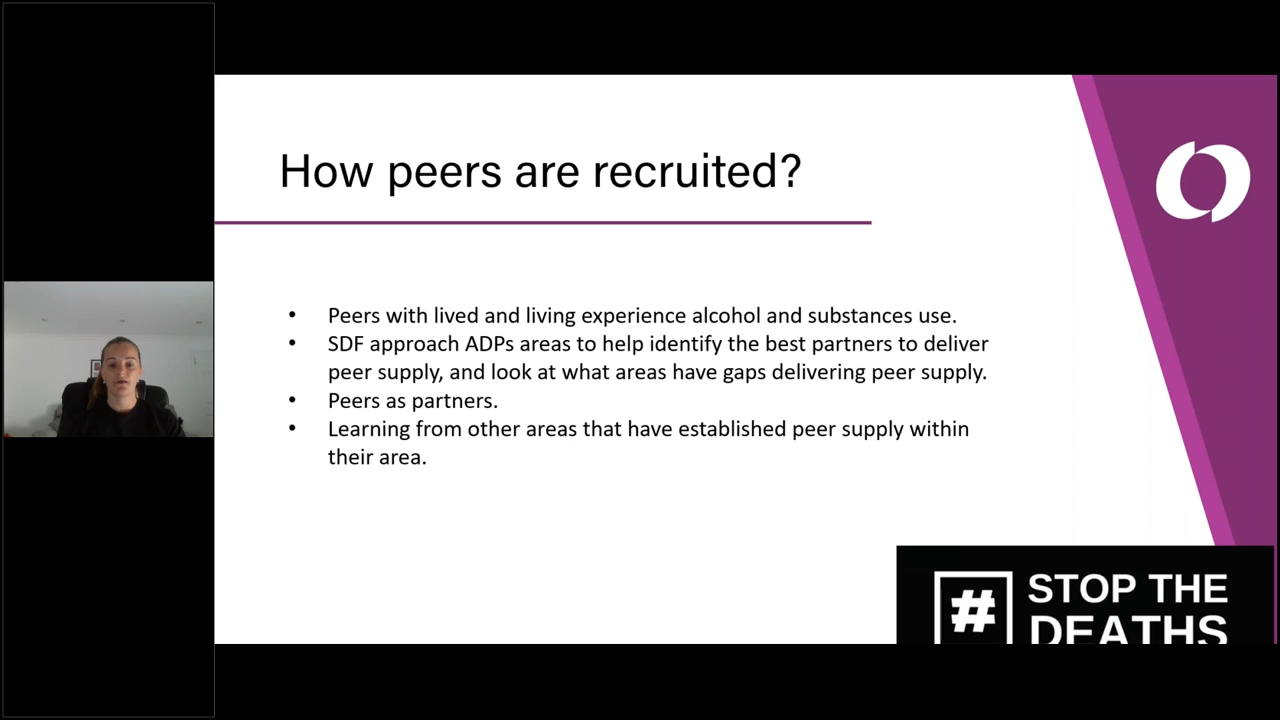 How peers are recruited?
• Peers with lived and living experience alcohol and substances use.
• SDF approach ADPs areas to help identify the best partners to deliver
peer supply, and look at what areas have gaps delivering peer supply.
• Peers as partners.
• Learning from other areas that have established peer supply within
their area.
# STOP THE
DEATHS